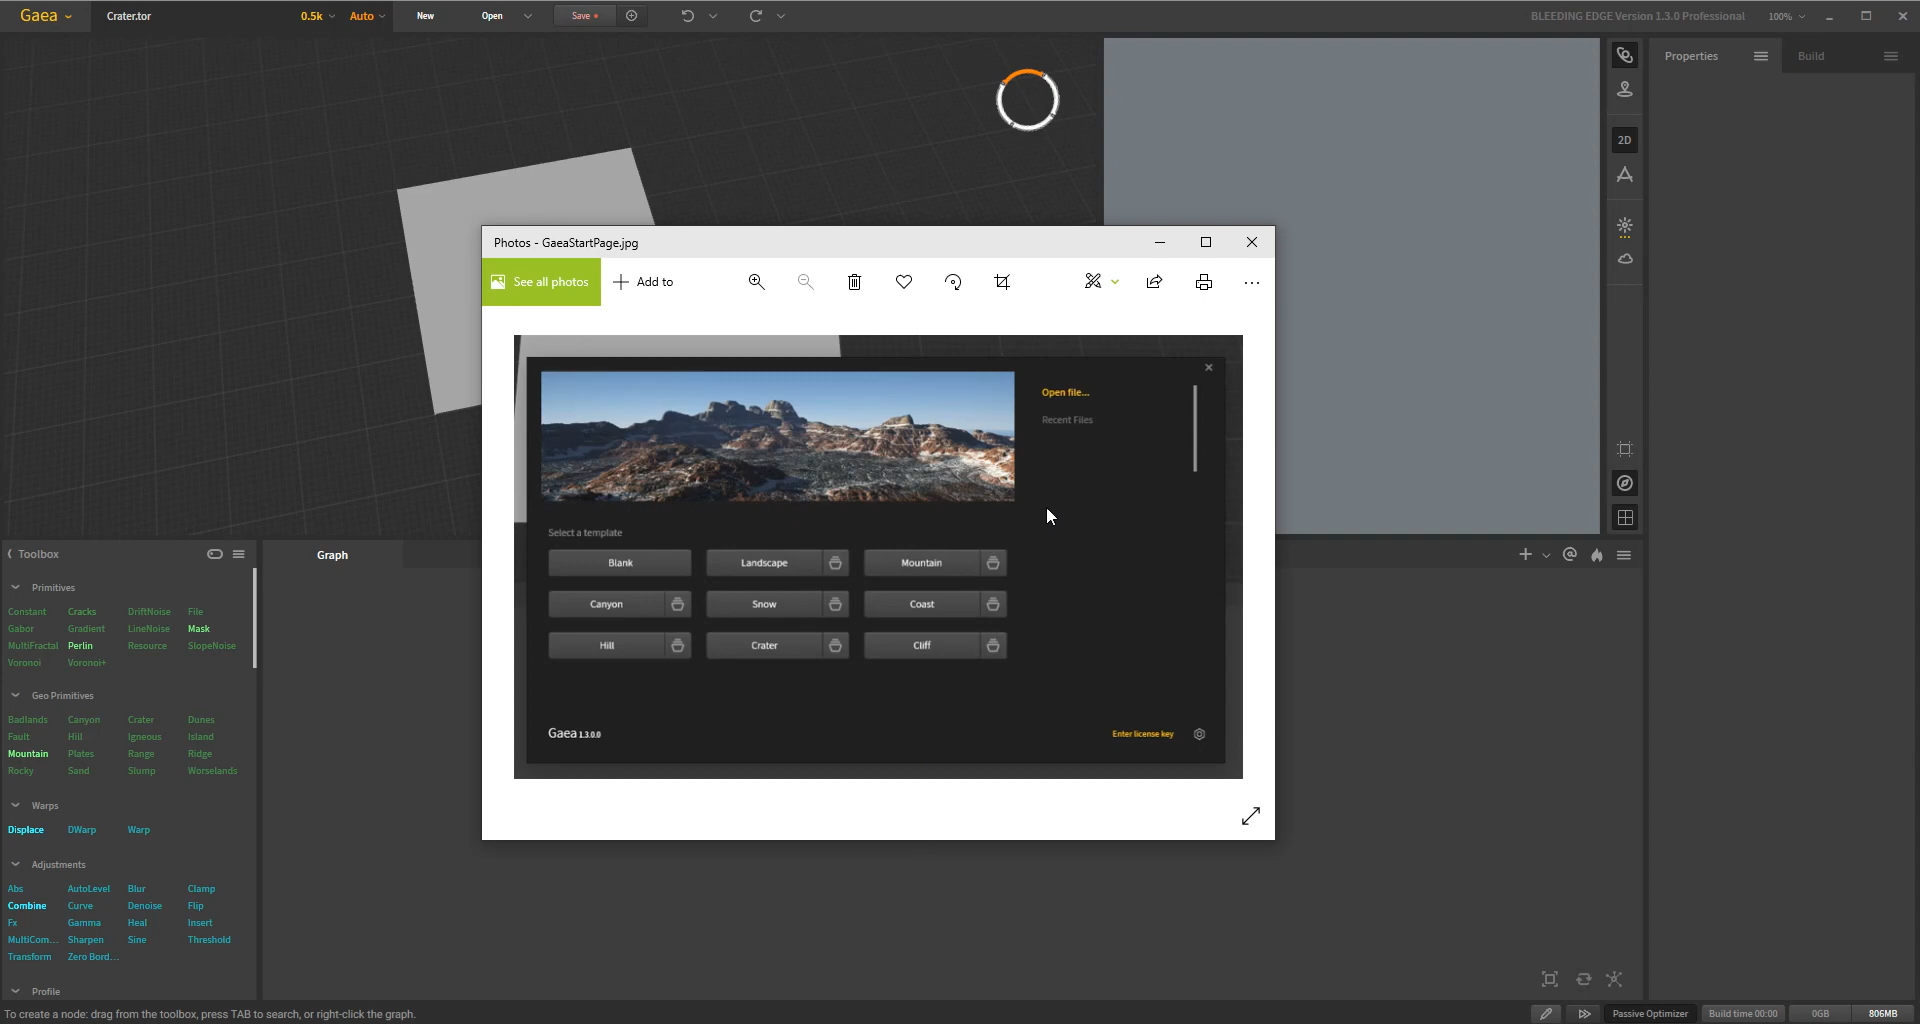 Gaea
Crater.tor
0.5k
Auto
New
Open
Save
BLEEDING EDGE Version 1.3.0 Professional
100%
Properties
Build
2D
Photos - GaeaStartPage.jpg
See all photos
Add to
Open file...
Recent Files
Select a template
Blank
Landscape
Mountain
Canyon
Snow
Coast
Hill
Crater
Cliff
Gaea 1.3.0.0
Enter license key
Toolbox
Primitives
Constant Cracks DriftNoise File
Gabor Gradient LineNoise Mask
MultiFractal Perlin Resource SlopeNoise
Voronoi Voronoi+
Geo Primitives
Badlands Canyon Crater Dunes
Fault Hill Igneous Island
Mountain Plates Range Ridge
Rocky Sand Slump Worselands
Warps
Displace DWarp Warp
Adjustments
Abs AutoLevel Blur Clamp
Combine Curve Denoise Flip
Fx Gamma Heal Insert
MultiCom... Sharpen Sine Threshold
Transform Zero Bord...
Profile
Graph
To create a node: drag from the toolbox, press TAB to search, or right-click the graph.
Passive Optimizer
Build time 00:00
0GB
806MB